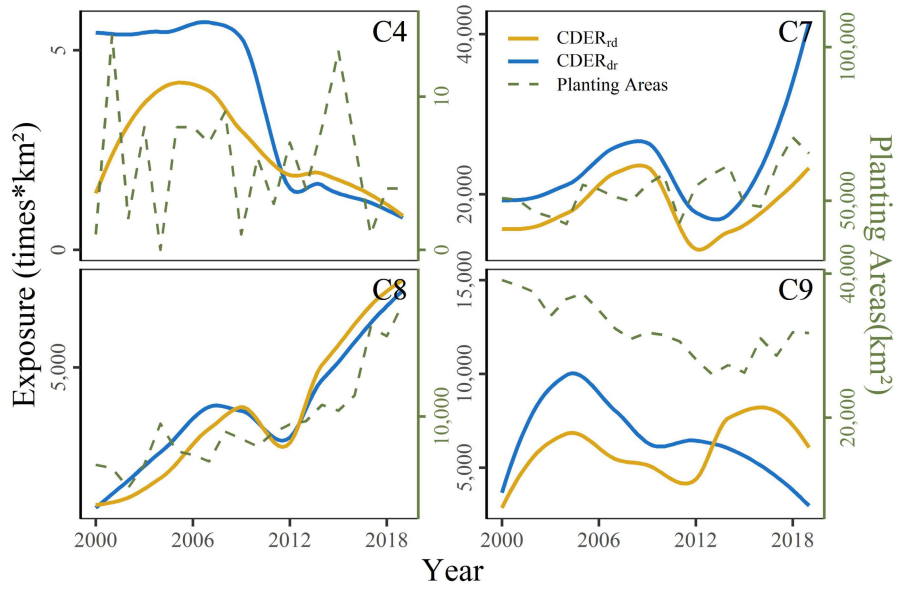 C4
C7
CDERrd
CDERdr
Planting Areas
5
0
10
0
40,000
20,000
100,000
50,000
Exposure (times*km²)
Planting Areas(km²)
C8
C9
5,000
10,000
15,000
10,000
5,000
40,000
20,000
2000 2006 2012 2018
2000 2006 2012 2018
Year